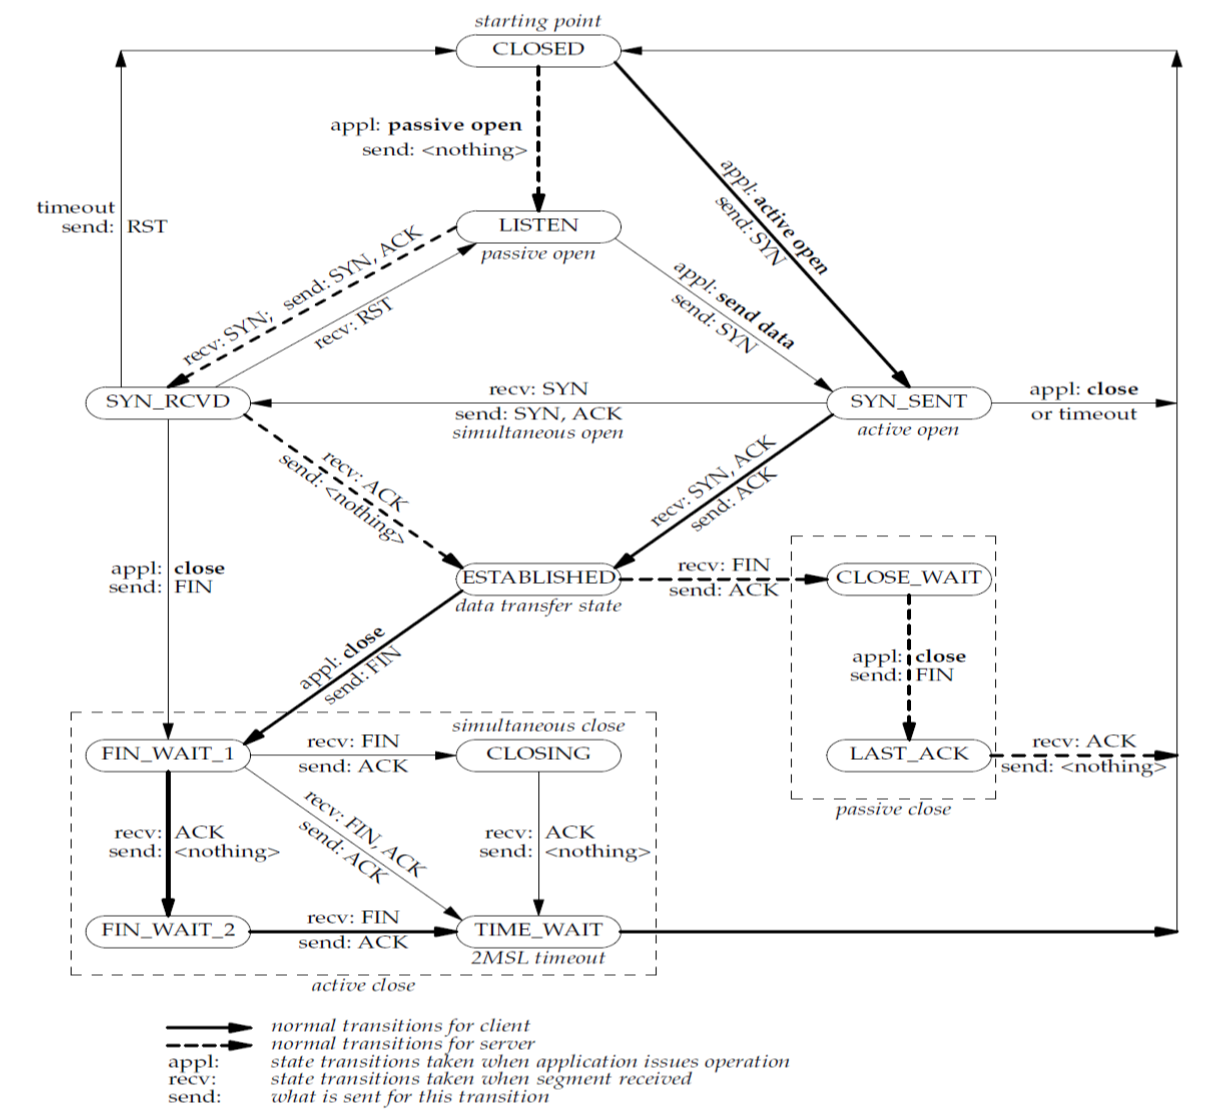 starting point
CLOSED
appl: passive open
send: <nothing>
appl: active open
send: SYN
timeout
send: RST
LISTEN
passive open
recv: SYN; send: SYN, ACK
recv: RST
appl: send data
send: SYN
SYN_RCVD
recv: SYN
send: SYN, ACK
simultaneous open
SYN_SENT
active open
appl: close
or timeout
recv: ACK
send: <nothing>
recv: SYN, ACK
send: ACK
appl: close
send: FIN
ESTABLISHED
data transfer state
recv: FIN
send: ACK
CLOSE_WAIT
appl: close
send: FIN
appl: close
send: FIN
simultaneous close
FIN_WAIT_1
recv: FIN
send: ACK
CLOSING
LAST_ACK
recv: ACK
send: <nothing>
passive close
recv: ACK
send: <nothing>
recv: FIN, ACK
send: ACK
recv: ACK
send: <nothing>
FIN_WAIT_2
recv: FIN
send: ACK
TIME_WAIT
2MSL timeout
active close
normal transitions for client
normal transitions for server
appl: state transitions taken when application issues operation
recv: state transitions taken when segment received
send: what is sent for this transition